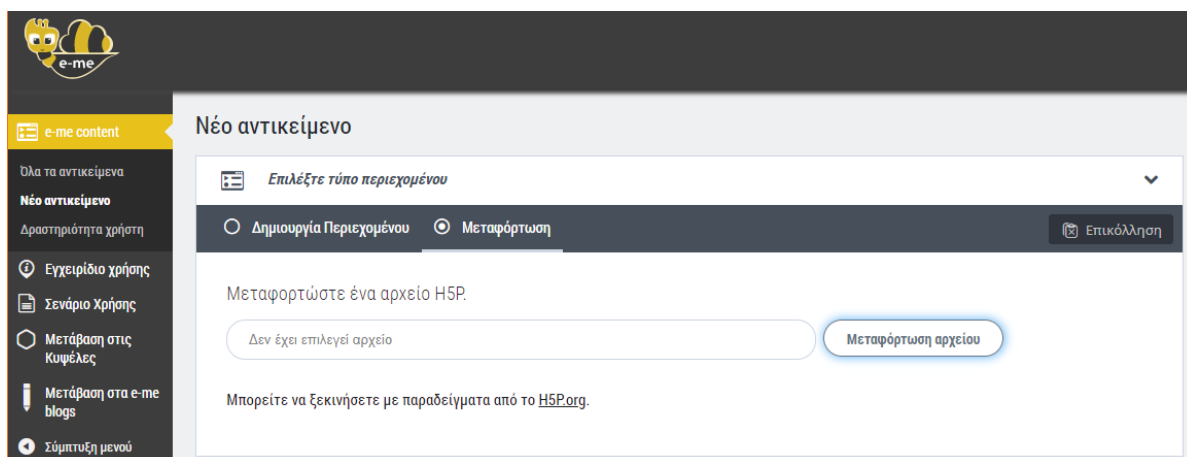 e-me
e-me content
Όλα τα αντικείμενα
Νέο αντικείμενο
Δραστηριότητα χρήστη
Εγχειρίδιο χρήσης
Σενάριο Χρήσης
Μετάβαση στις
Κυψέλες
Μετάβαση στα e-me
blogs
Σύμπτυξη μενού
Νέο αντικείμενο
Επιλέξτε τύπο περιεχομένου
Δημιουργία Περιεχομένου Μεταφόρτωση Επικόλληση
Μεταφορτώστε ένα αρχείο H5P.
Δεν έχει επιλεγεί αρχείο Μεταφόρτωση αρχείου
Μπορείτε να ξεκινήσετε με παραδείγματα από το H5P.org.